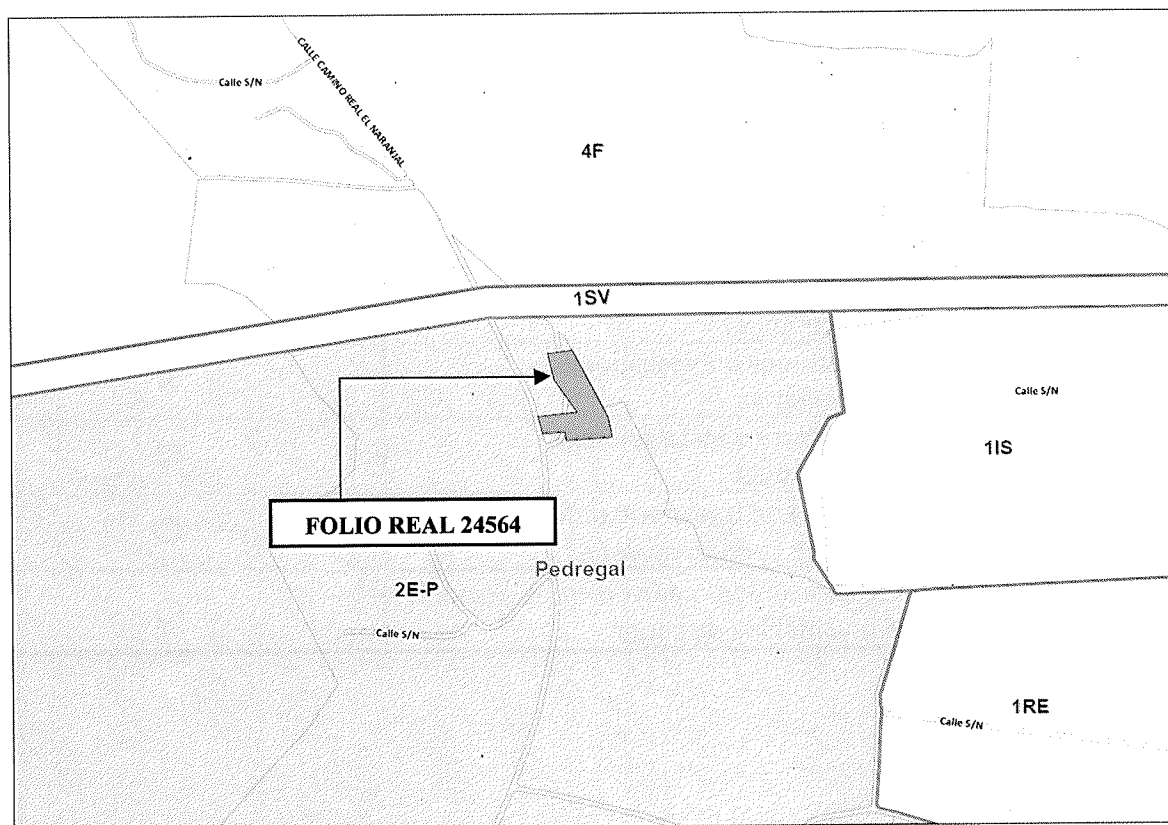 Calle S/N
CALLE CAMINO REAL EL NARANJAL
4F
1SV
Calle S/N
1IS
FOLIO REAL 24564
Pedregal
2E-P
Calle S/N
1RE
Calle S/N